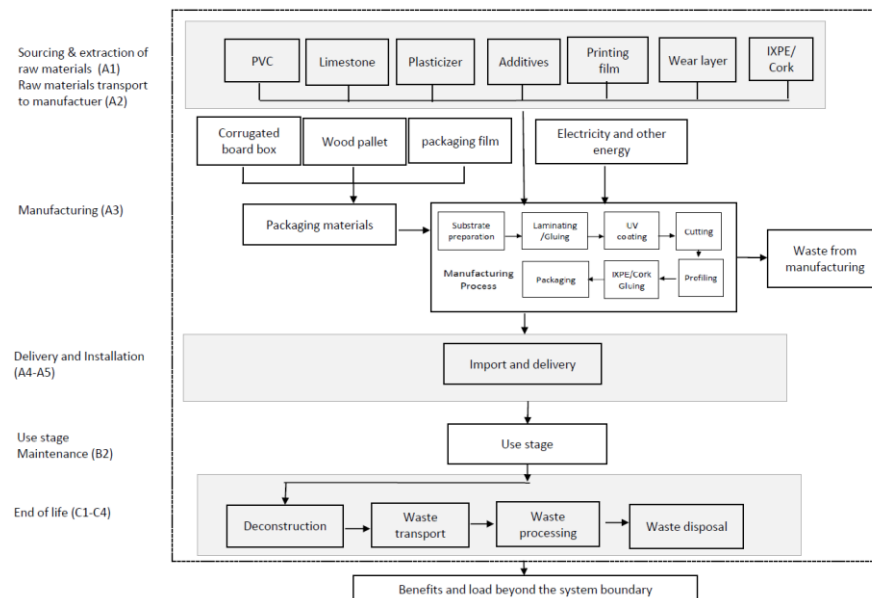 Sourcing & extraction of
raw materials (A1)
Raw materials transport
to manufactuer (A2)
PVC
Limestone
Plasticizer
Additives
Printing
film
Wear layer
IXPE/
Cork
Corrugated
board box
Wood pallet
packaging film
Electricity and other
energy
Manufacturing (A3)
Packaging materials
Substrate
preparation
Laminating
/Gluing
UV
coating
Cutting
Manufacturing
Process
Packaging
IXPE/Cork
Gluing
Profiling
Waste from
manufacturing
Delivery and Installation
(A4-A5)
Import and delivery
Use stage
Maintenance (B2)
Use stage
End of life (C1-C4)
Deconstruction
Waste
transport
Waste
processing
Waste disposal
Benefits and load beyond the system boundary